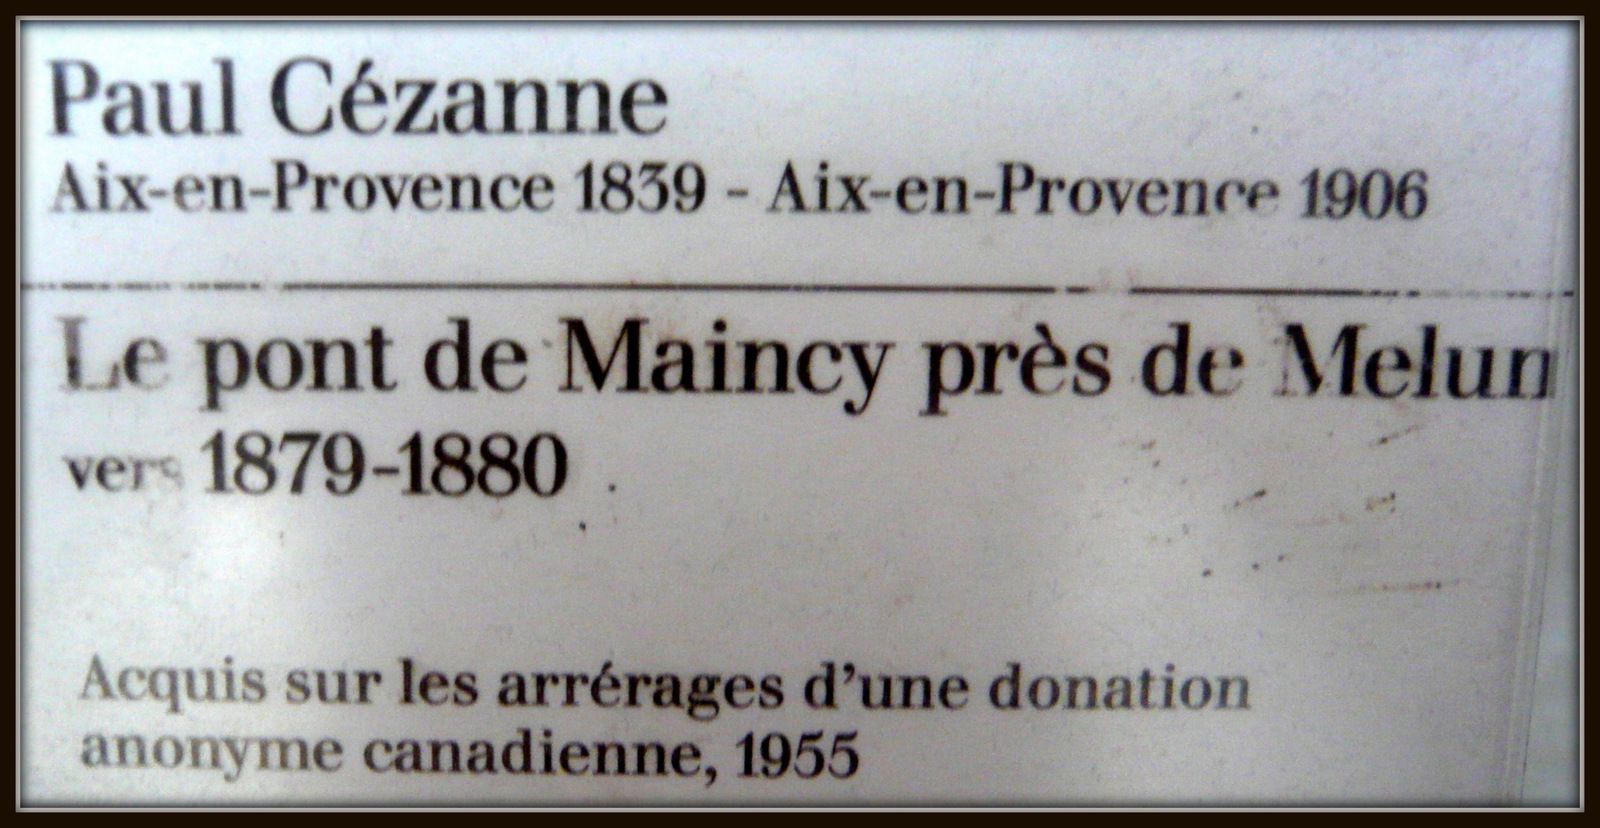 Paul Cézanne
Aix-en-Provence 1839 - Aix-en-Provence 1906
Le pont de Maincy près de Melun
vers 1879-1880
Acquis sur les arrérages d'une donation
anonyme canadienne, 1955